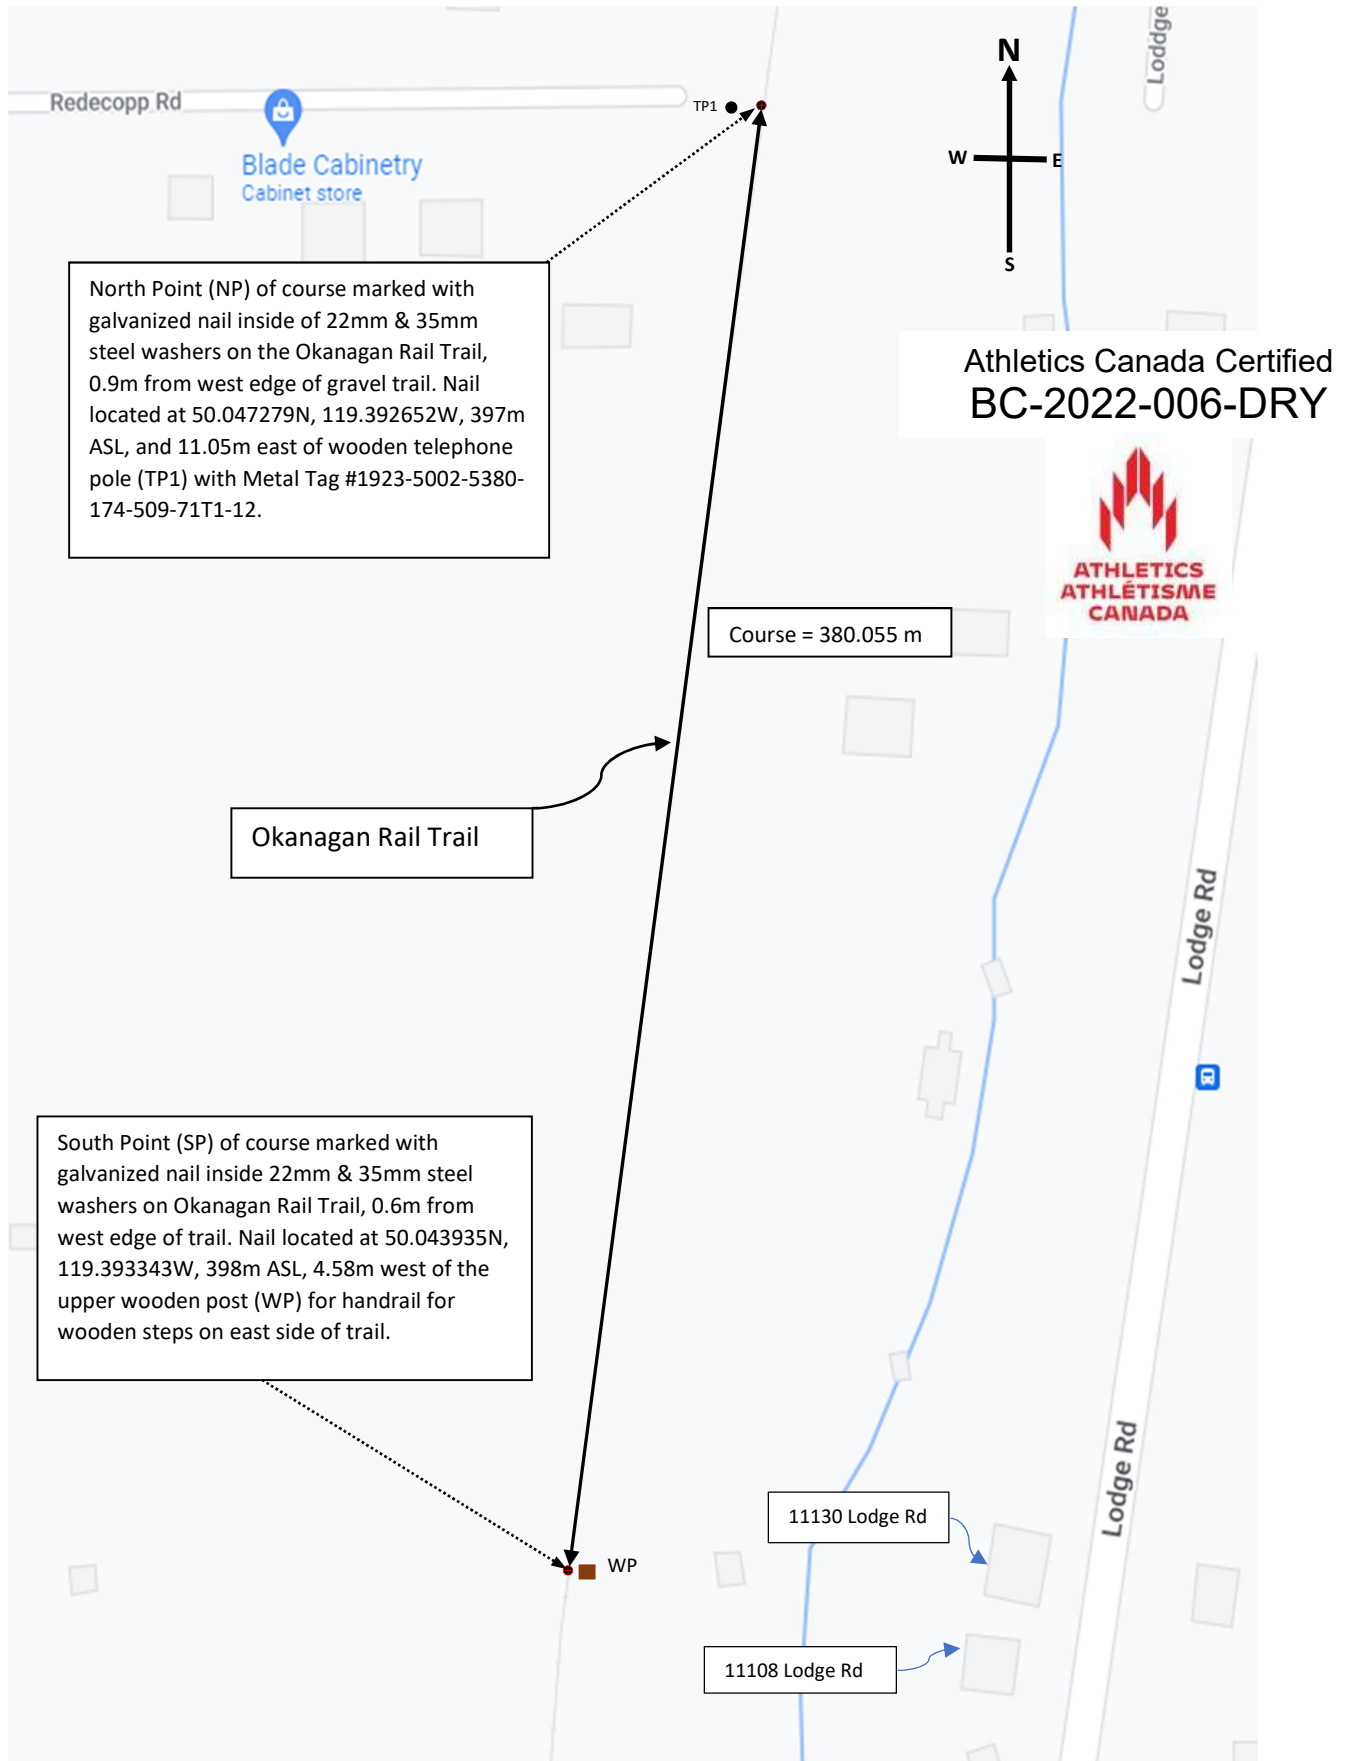 Loddge
N
Redecopp Rd
TP1
W
E
Blade Cabinetry
Cabinet store
S
North Point (NP) of course marked with
galvanized nail inside of 22mm & 35mm
steel washers on the Okanagan Rail Trail,
0.9m from west edge of gravel trail. Nail
located at 50.047279N, 119.392652W, 397m
ASL, and 11.05m east of wooden telephone
pole (TP1) with Metal Tag #1923-5002-5380-
174-509-71T1-12.
Athletics Canada Certified
BC-2022-006-DRY
ATHLETICS
ATHLÉTISME
CANADA
Course = 380.055 m
Okanagan Rail Trail
Lodge Rd
South Point (SP) of course marked with
galvanized nail inside 22mm & 35mm steel
washers on Okanagan Rail Trail, 0.6m from
west edge of trail. Nail located at 50.043935N,
119.393343W, 398m ASL, 4.58m west of the
upper wooden post (WP) for handrail for
wooden steps on east side of trail.
Lodge Rd
11130 Lodge Rd
WP
11108 Lodge Rd